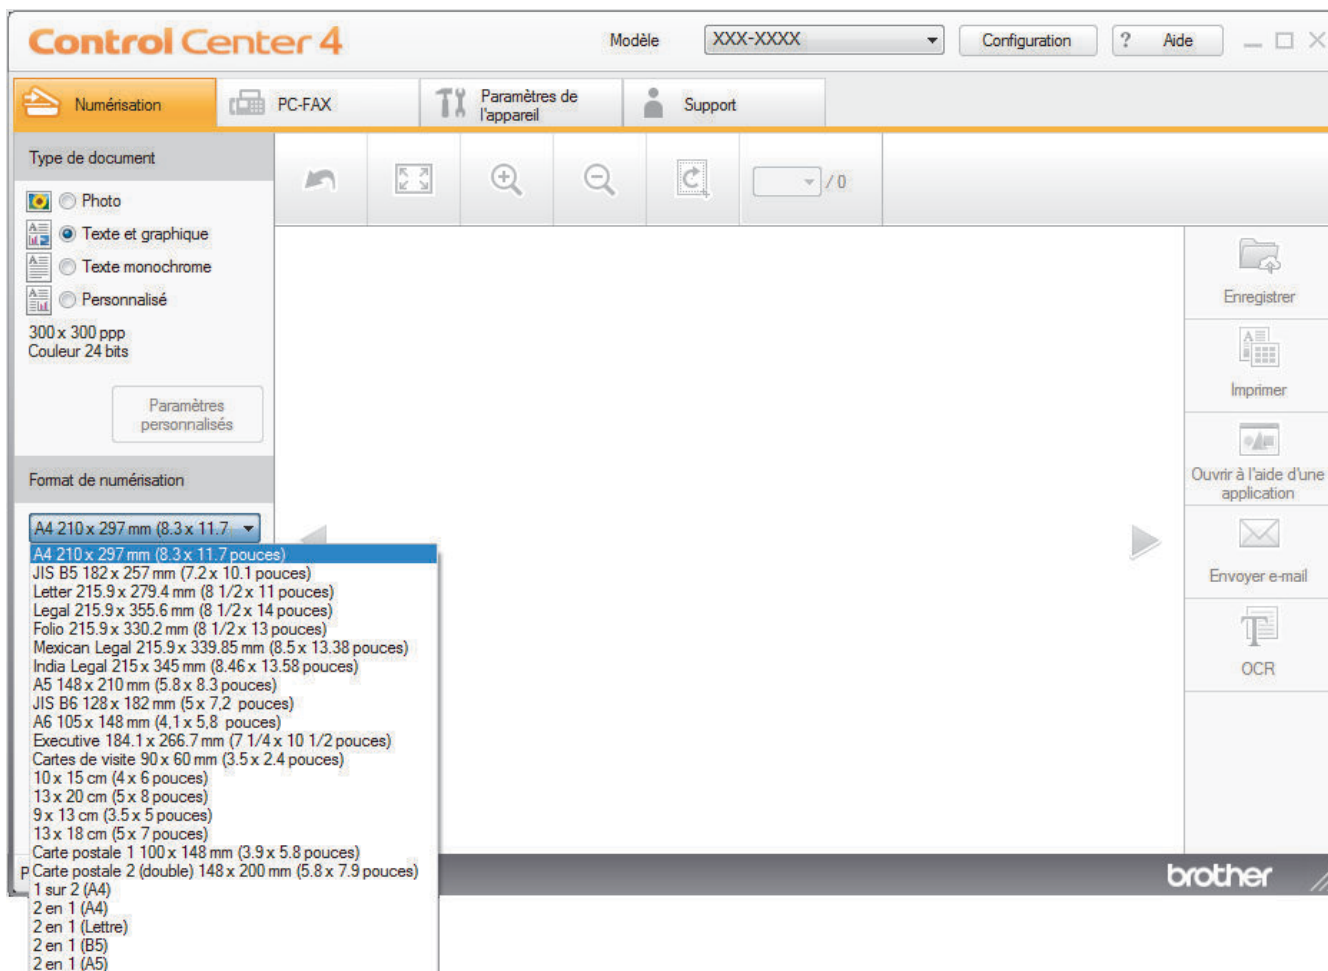 Control Center 4
Modèle
XXX-XXXX
Configuration
? Aide
Numérisation
PC-FAX
Paramètres de
l'appareil
Support
Type de document
/ 0
Photo
Texte et graphique
Texte monochrome
Personnalisé
300 x 300 ppp
Couleur 24 bits
Paramètres
personnalisés
Format de numérisation
A4 210 x 297 mm (8.3 x 11.7
A4 210 x 297 mm (8.3 x 11.7 pouces)
JIS B5 182 x 257 mm (7.2 x 10.1 pouces)
Letter 215.9 x 279.4 mm (8 1/2 x 11 pouces)
Legal 215.9 x 355.6 mm (8 1/2 x 14 pouces)
Folio 215.9 x 330.2 mm (8 1/2 x 13 pouces)
Mexican Legal 215.9 x 339.85 mm (8.5 x 13.38 pouces)
India Legal 215 x 345 mm (8.46 x 13.58 pouces)
A5 148 x 210 mm (5.8 x 8.3 pouces)
JIS B6 128 x 182 mm (5 x 7,2 pouces)
A6 105 x 148 mm (4,1 x 5,8 pouces)
Executive 184.1 x 266.7 mm (7 1/4 x 10 1/2 pouces)
Cartes de visite 90 x 60 mm (3.5 x 2.4 pouces)
10 x 15 cm (4 x 6 pouces)
13 x 20 cm (5 x 8 pouces)
9 x 13 cm (3.5 x 5 pouces)
13 x 18 cm (5 x 7 pouces)
Carte postale 1 100 x 148 mm (3.9 x 5.8 pouces)
Carte postale 2 (double) 148 x 200 mm (5.8 x 7.9 pouces)
1 sur 2 (A4)
2 en 1 (A4)
2 en 1 (Lettre)
2 en 1 (B5)
2 en 1 (A5)
Enregistrer
Imprimer
Ouvrir à l'aide d'une
application
Envoyer e-mail
OCR
brother